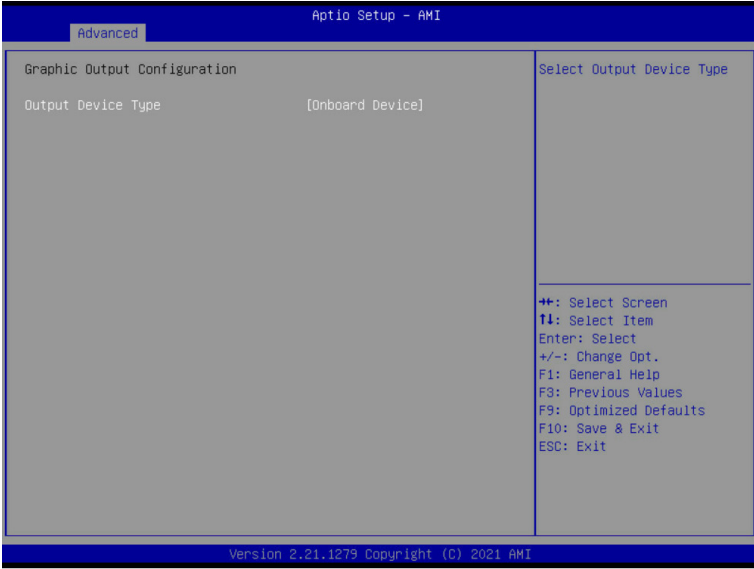 Aptio Setup – AMI
Advanced
Graphic Output Configuration
Output Device Type [Onboard Device]
Select Output Device Type
→←: Select Screen
↑↓: Select Item
Enter: Select
+/-: Change Opt.
F1: General Help
F3: Previous Values
F9: Optimized Defaults
F10: Save & Exit
ESC: Exit
Version 2.21.1279 Copyright (C) 2021 AMI